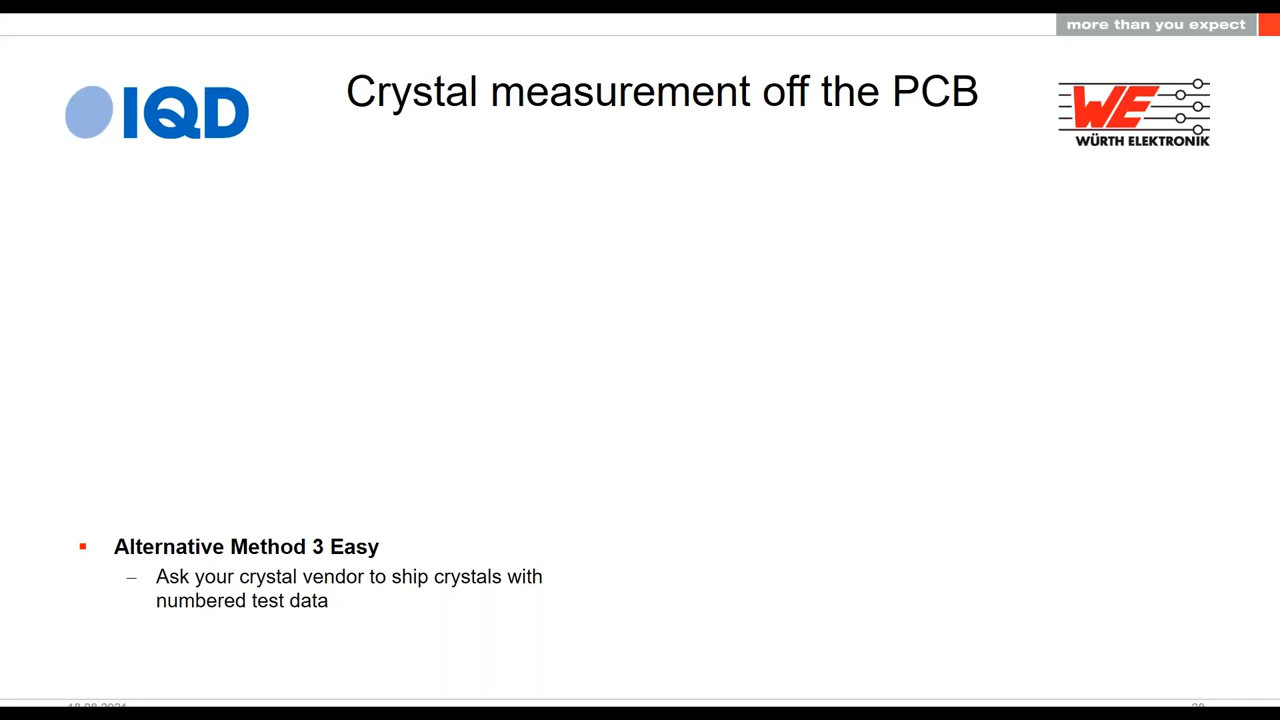 more than you expect
IQD
Crystal measurement off the PCB
WE
WÜRTH ELEKTRONIK
Alternative Method 3 Easy
– Ask your crystal vendor to ship crystals with
numbered test data